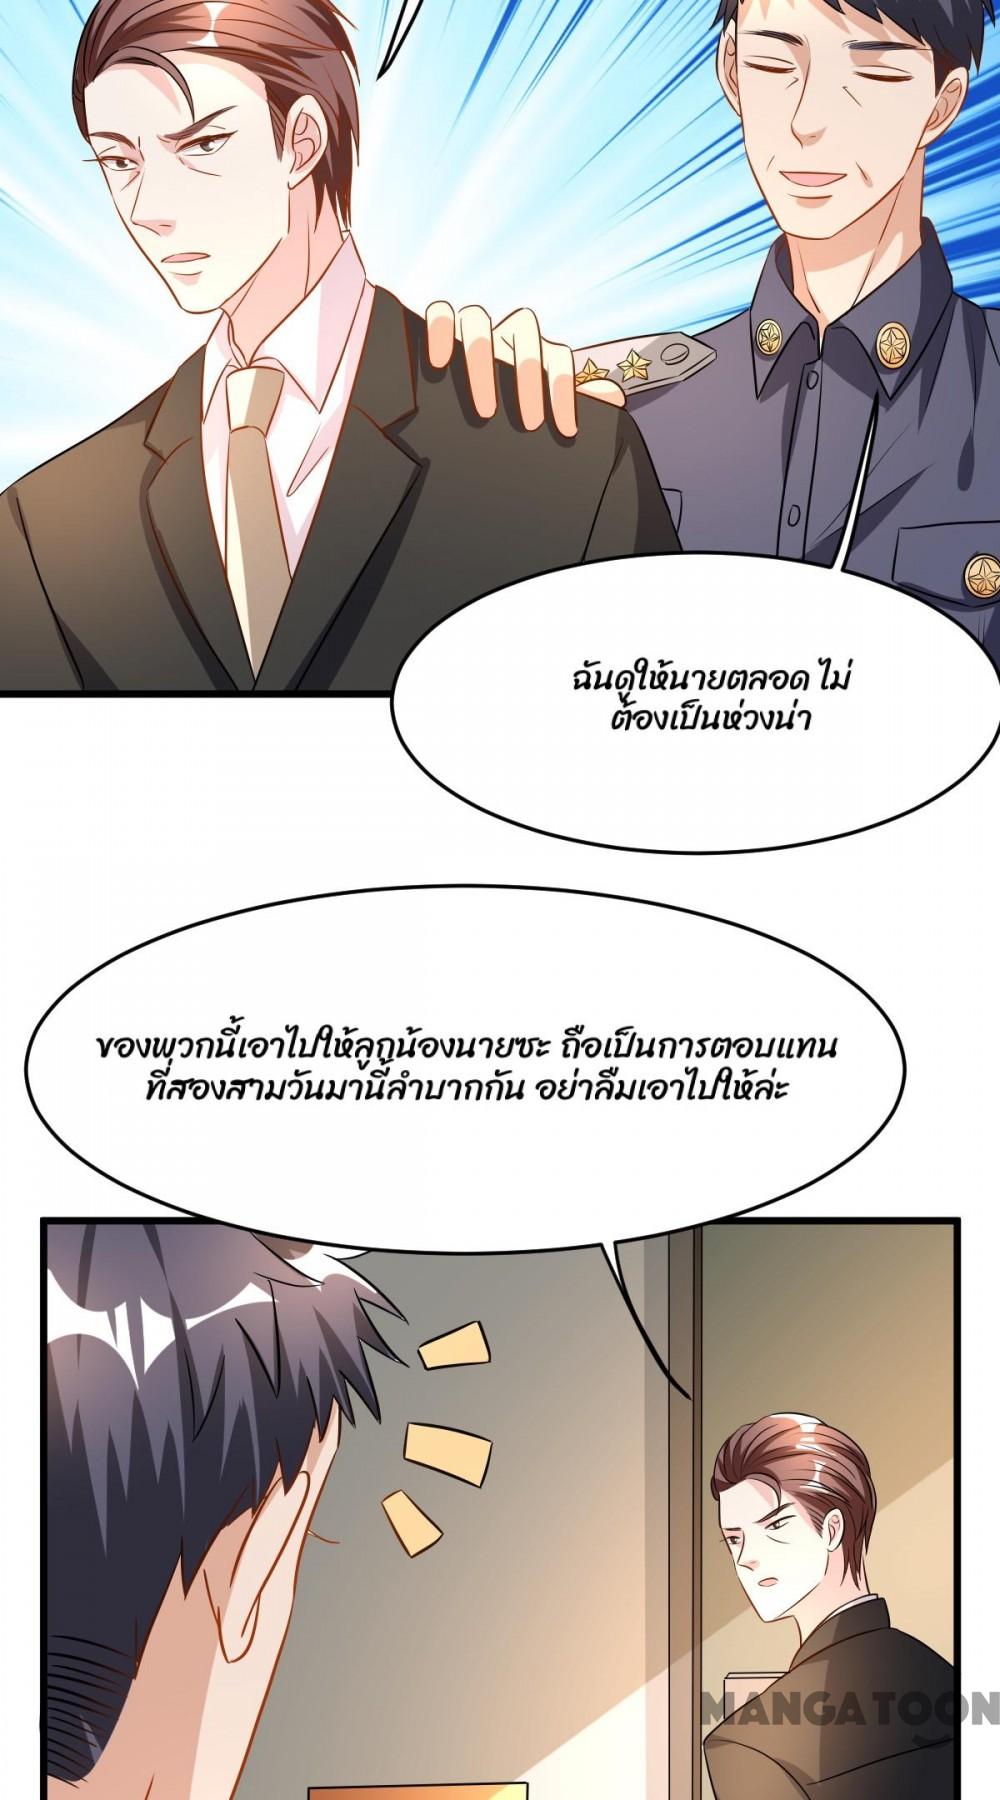 ฉันดูให้นายตลอด ไม่
ต้องเป็นห่วงน่า
ของพวกนี้เอาไปให้ลูกน้องนายซะ ถือเป็นการตอบแทน
ที่สองสามวันมานี้ลำบากกัน อย่าลืมเอาไปให้ล่ะ
MANGATOON